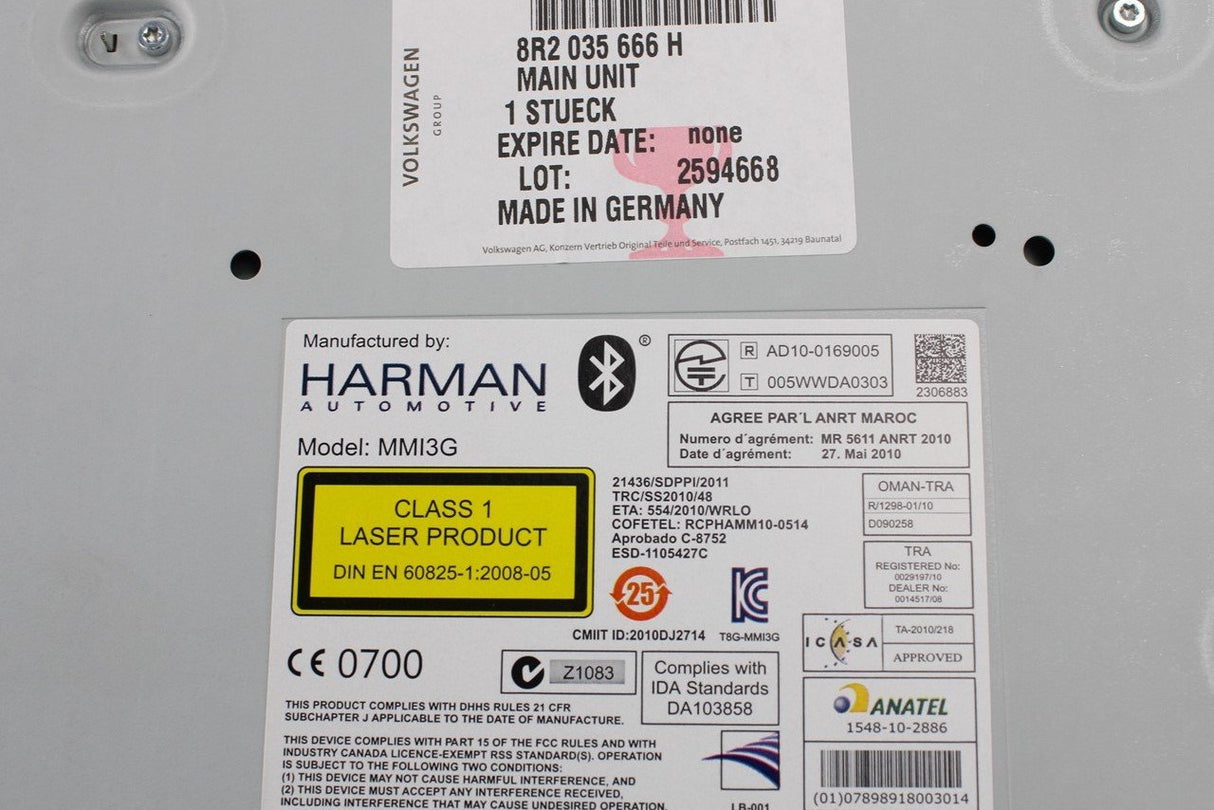 8R2 035 666 H
MAIN UNIT
1 STUECK
EXPIRE DATE: none
LOT: 2594668
MADE IN GERMANY
VOLKSWAGEN
GROUP
Volkswagen AG, Konzern Vertrieb Original Teile und Service, Postfach 1451, 34219 Baunatal
Manufactured by:
HARMAN
AUTOMOTIVE
Model: MMI3G
®
R AD10-0169005
T 005WWDA0303
2306883
AGREE PAR´L ANRT MAROC
Numero d´agrément: MR 5611 ANRT 2010
Date d´agrément: 27. Mai 2010
CLASS 1
LASER PRODUCT
DIN EN 60825-1:2008-05
21436/SDPPI/2011
TRC/SS2010/48
ETA: 554/2010/WRLO
COFETEL: RCPHAMM10-0514
Aprobado C-8752
ESD-1105427C
OMAN-TRA
R/1298-01/10
D090258
TRA
REGISTERED No:
0029197/10
DEALER No:
0014517/08
25
CMIIT ID:2010DJ2714
T8G-MMI3G
ICASA
TA-2010/218
APPROVED
CE 0700
Z1083
Complies with
IDA Standards
DA103858
ANATEL
1548-10-2886
(01)07898918003014
THIS PRODUCT COMPLIES WITH DHHS RULES 21 CFR
SUBCHAPTER J APPLICABLE TO THE DATE OF MANUFACTURE.
THIS DEVICE COMPLIES WITH PART 15 OF THE FCC RULES AND WITH
INDUSTRY CANADA LICENCE-EXEMPT RSS STANDARD(S). OPERATION
IS SUBJECT TO THE FOLLOWING TWO CONDITIONS:
(1) THIS DEVICE MAY NOT CAUSE HARMFUL INTERFERENCE, AND
(2) THIS DEVICE MUST ACCEPT ANY INTERFERENCE RECEIVED,
INCLUDING INTERFERENCE THAT MAY CAUSE UNDESIRED OPERATION.
LB-001